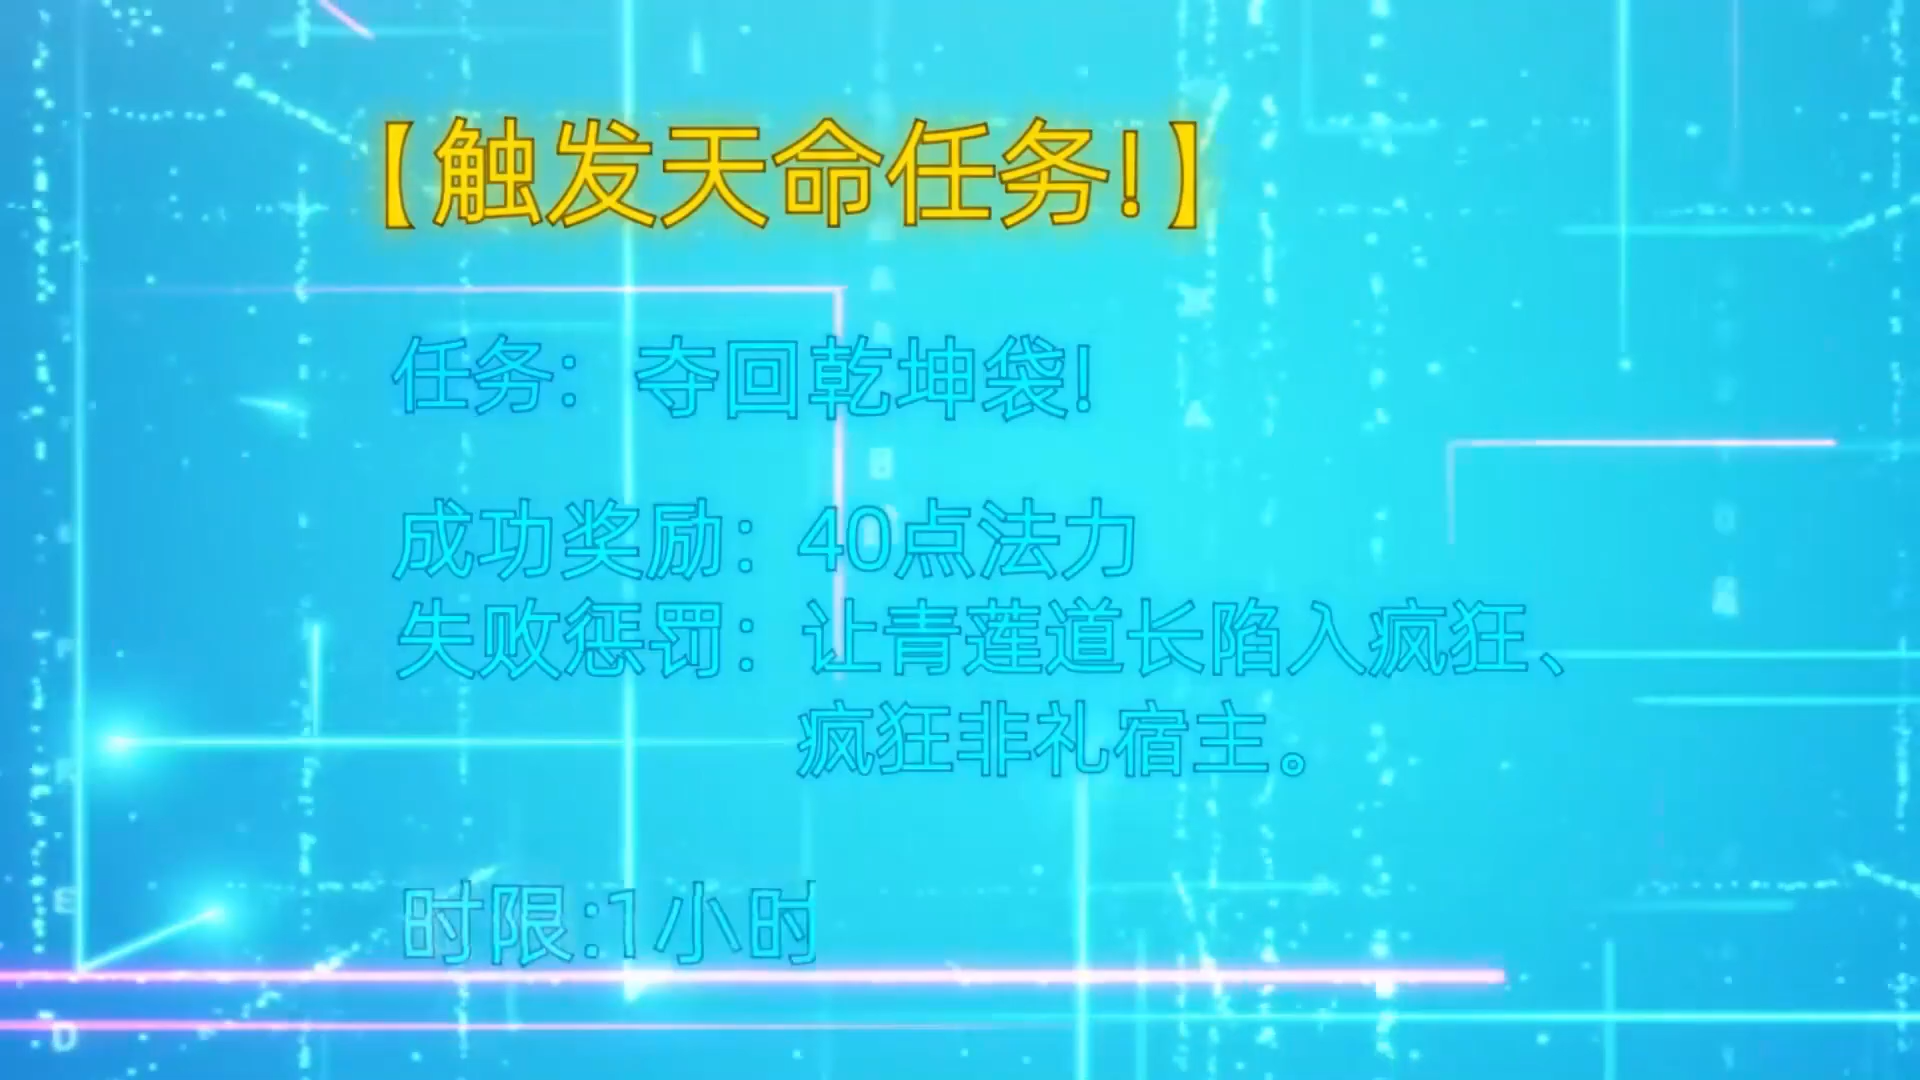 【触发天命任务!】
任务：夺回乾坤袋!
成功奖励：40点法力
失败惩罚：让青莲道长陷入疯狂、
疯狂非礼宿主。
时限:1小时